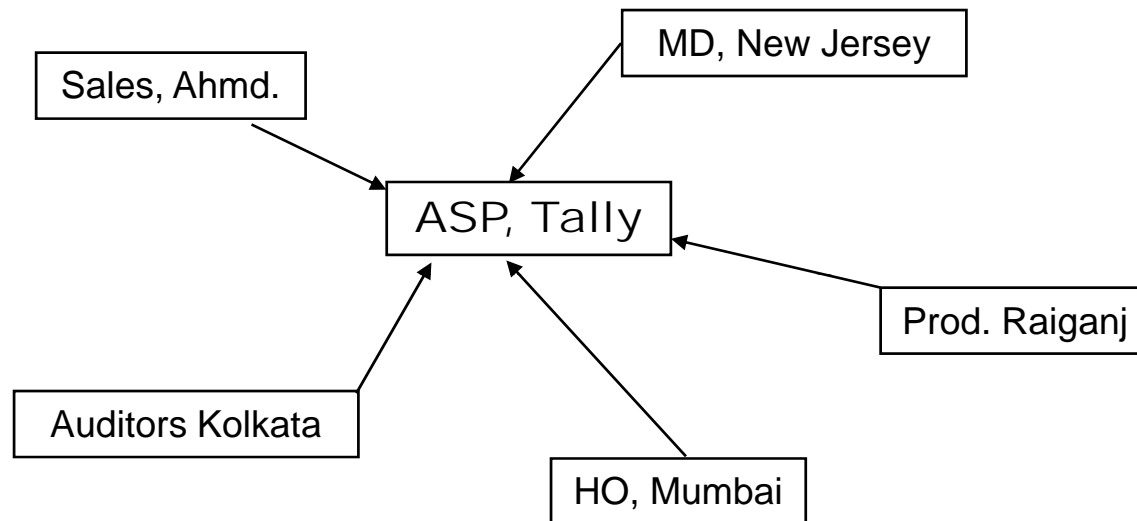 MD, New Jersey
Sales, Ahmd.
ASP, Tally
Prod. Raiganj
Auditors Kolkata
HO, Mumbai